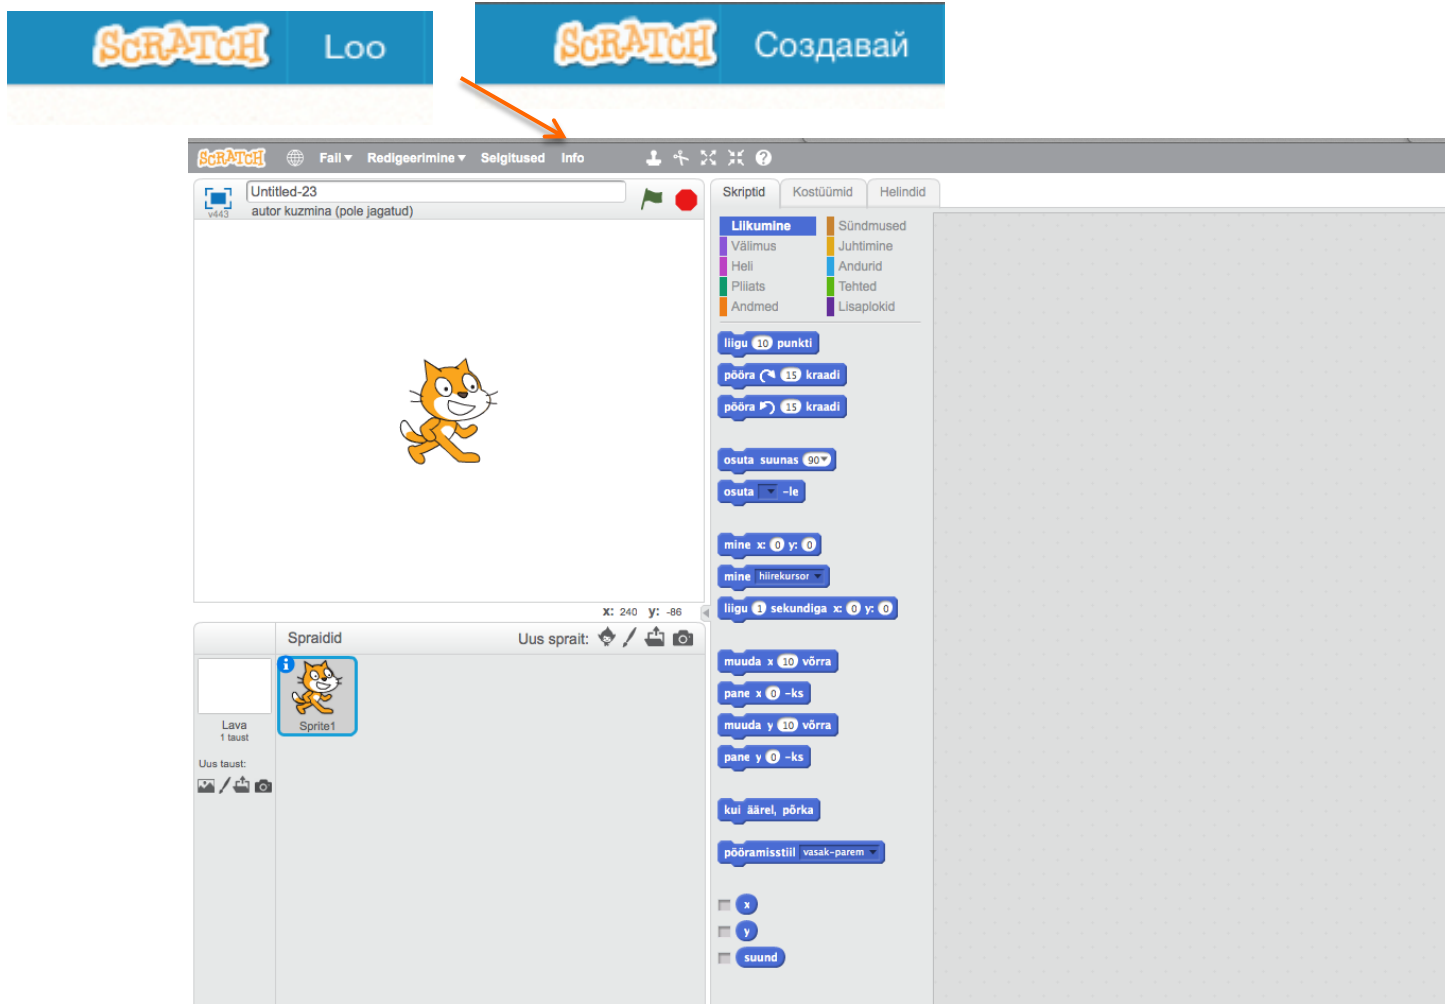 SCRATCH Loo
SCRATCH Создавай
SCRATCH Fail Redigeerimine Selgitused Info
Untitled-23
v443 autor kuzmina (pole jagatud)
Skriptid Kostüümid Helindid
Liikumine Sündmused
Välimus Juhtimine
Heli Andurid
Pliiats Tehted
Andmed Lisaplokid
liigu 10 punkti
pööra 15 kraadi
pööra 15 kraadi
osuta suunas 90
osuta -le
mine x: 0 y: 0
mine hiirekursor
liigu 1 sekundiga x: 0 y: 0
muuda x 10 võrra
pane x 0 -ks
muuda y 10 võrra
pane y 0 -ks
kui äärel, põrka
pööramisstiil vasak-parem
x
y
suund
x: 240 y: -86
Spraidid Uus sprait:
Lava
1 taust
Sprite1
Uus taust: